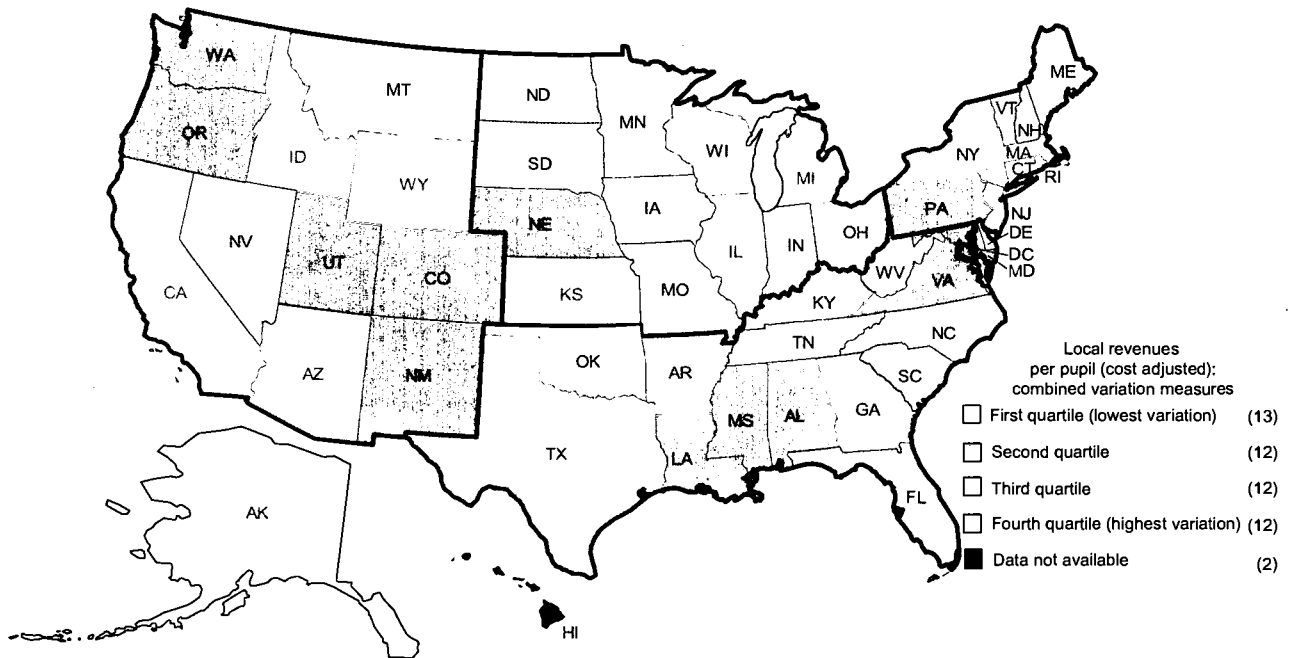 WA
MT
ND
MN
ME
VT
NH
OR
ID
SD
WI
NY
MA
CT
RI
WY
MI
NE
IA
PA
NJ
DE
NV
UT
CO
IL
IN
OH
DC
MD
WV
VA
CA
KS
MO
KY
NC
TN
OK
AR
SC
AZ
NM
MS
AL
GA
TX
LA
FL
AK
HI
Local revenues
per pupil (cost adjusted):
combined variation measures
First quartile (lowest variation) (13)
Second quartile (12)
Third quartile (12)
Fourth quartile (highest variation) (12)
Data not available (2)